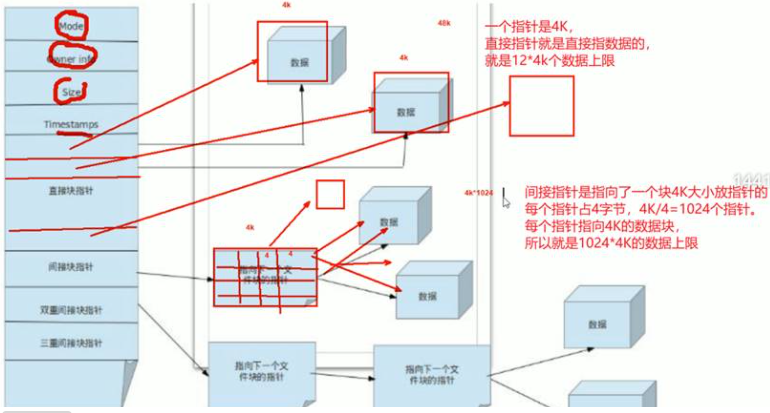 Mode
Owner info
Size
Timestamps
直接块指针
间接块指针
双重间接块指针
三重间接块指针
4k
48k
数据
4k
数据
一个指针是4K，
直接指针就是直接指数据的，
就是12*4k个数据上限
1441
4k*1024
间接指针是指向了一个块4K大小放指针的
每个指针占4字节，4K/4=1024个指针。
每个指针指向4K的数据块，
所以就是1024*4K的数据上限
4k
4
4
指向下一个文
件块的指针
数据
数据
指向下一个文
件块的指针
指向下一个文
件块的指针
数据